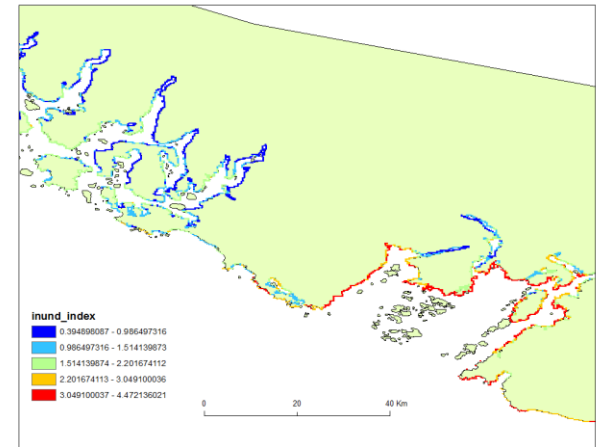 inund_index
0.394898087 - 0.986497316
0.986497316 - 1.514139873
1.514139874 - 2.201674112
2.201674113 - 3.049100036
3.049100037 - 4.472136021
0 20 40 Km